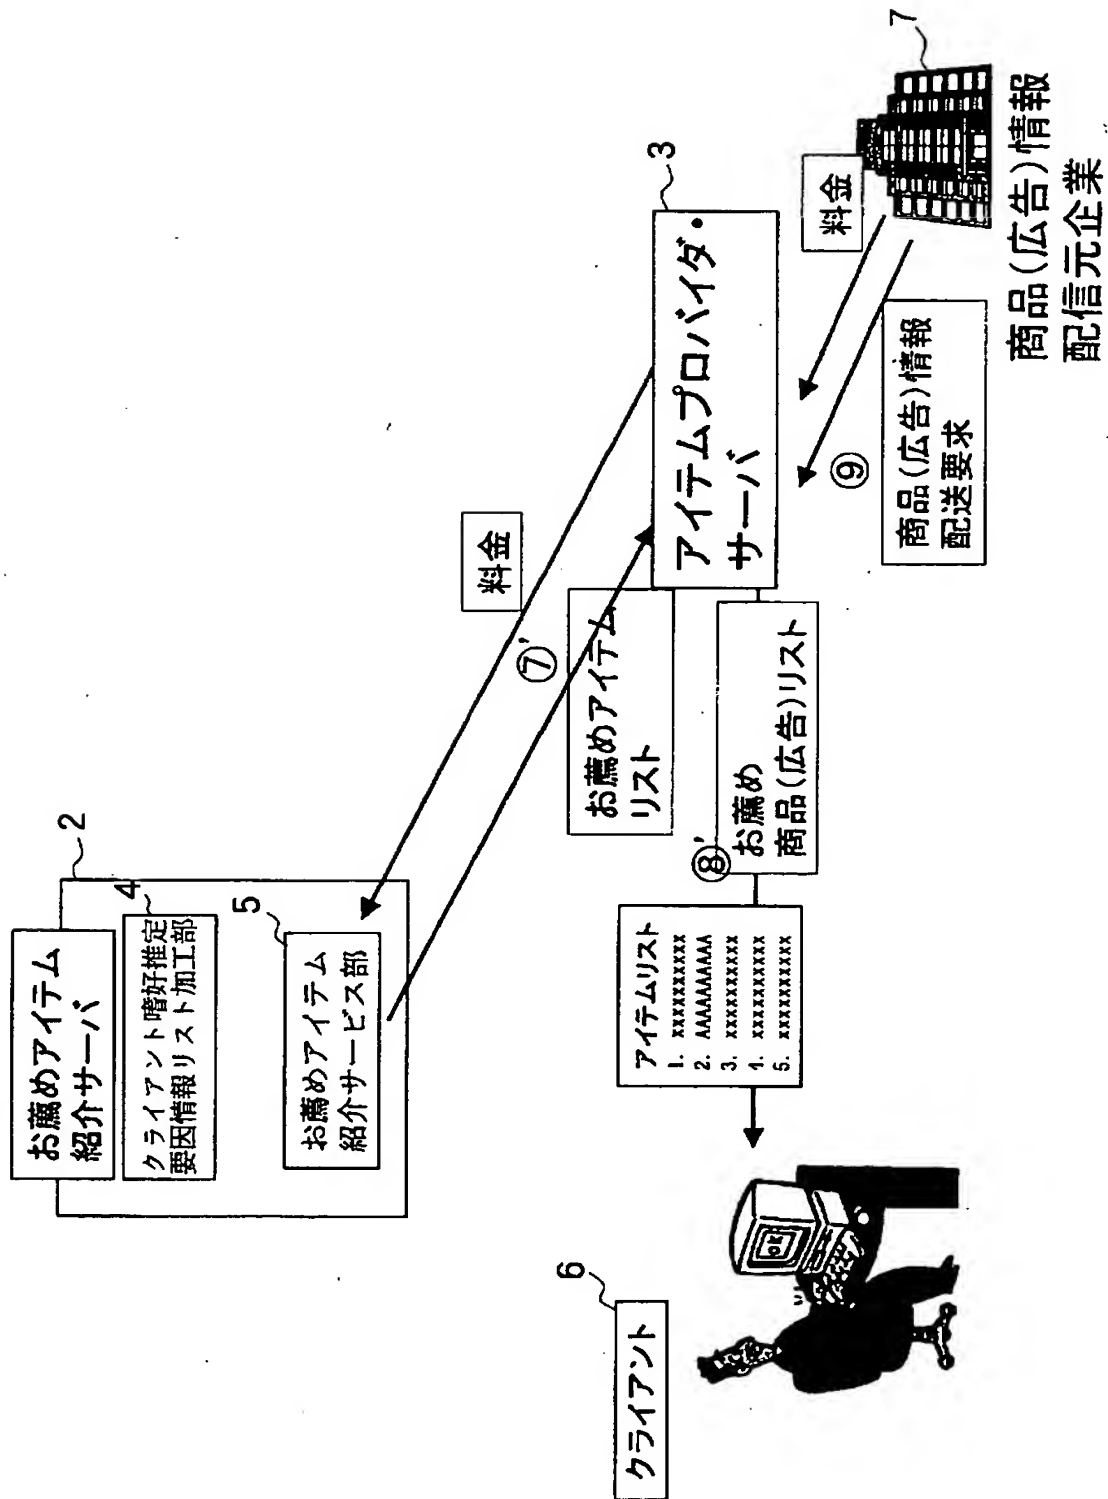 お薦めアイテム
紹介サーバ
2
クライアント嗜好推定
要因情報リスト加工部
4
お薦めアイテム
紹介サービス部
5
料金
⑦'
お薦めアイテム
リスト
アイテムプロバイダ・
サーバ
3
クライアント
6
アイテムリスト
1. xxxxxxxxxx
2. AAAAAAAAAA
3. xxxxxxxxxx
4. xxxxxxxxxx
5. xxxxxxxxxx
OK
⑧'
お薦め
商品(広告)リスト
料金
⑨
商品(広告)情報
配送要求
7
商品(広告)情報
配信元企業